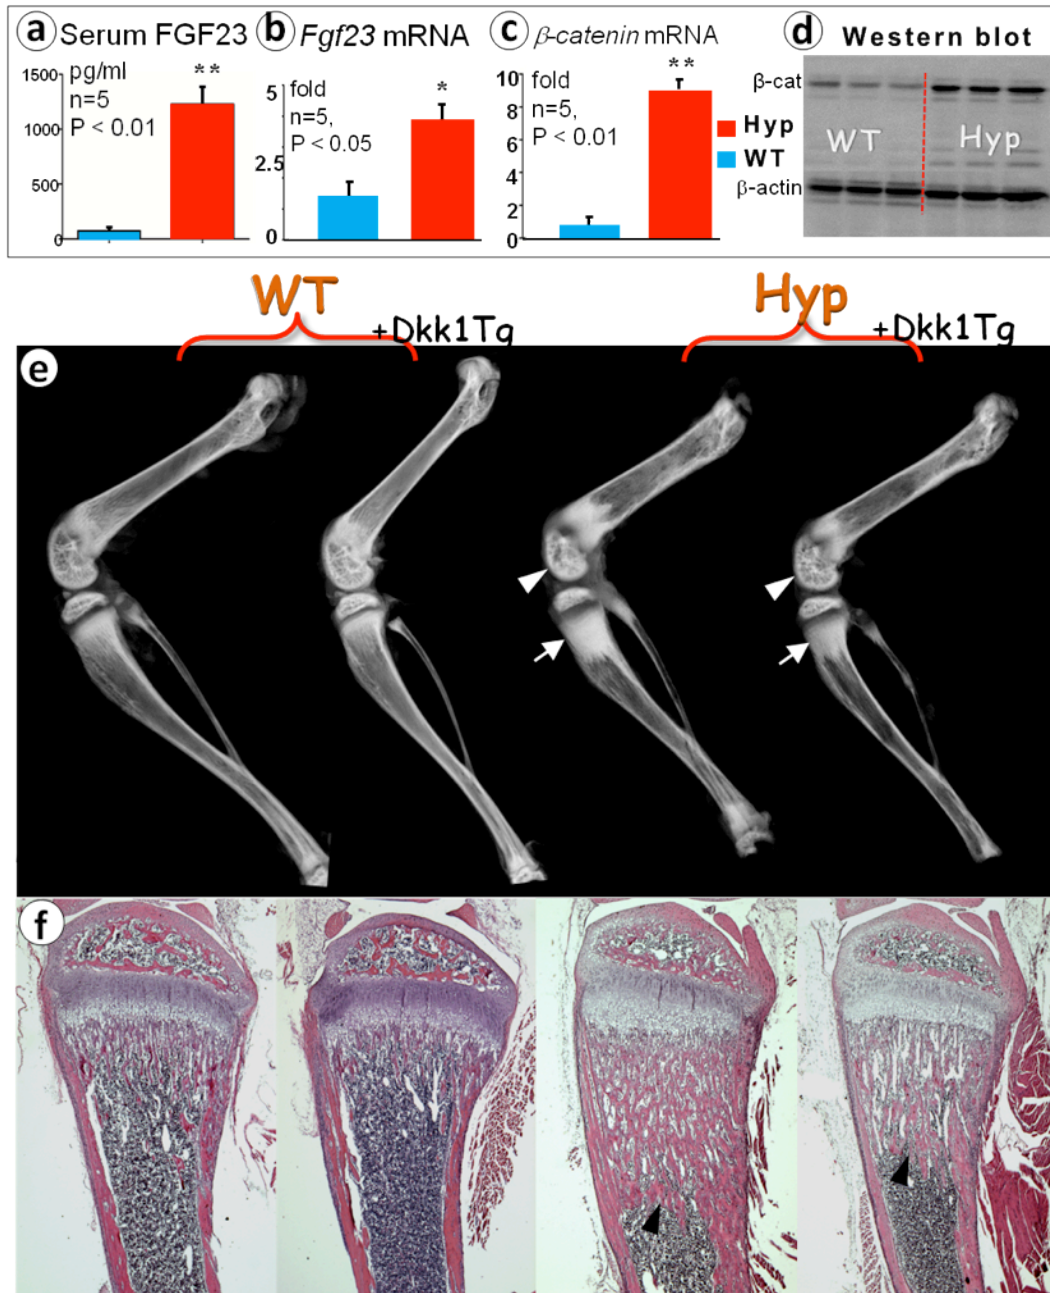 a Serum FGF23
1500
1000
500
0
pg/ml
n=5
P < 0.01
**
b Fgf23 mRNA
5
2.5
0
fold
n=5,
P < 0.05
*
c β-catenin mRNA
10
8
6
4
2
0
fold
n=5,
P < 0.01
**
Hyp
WT
d Western blot
β-cat
WT
Hyp
β-actin
WT
+Dkk1Tg
Hyp
+Dkk1Tg
e
f